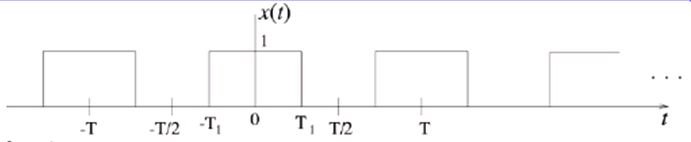 x(t)
1
-T -T/2 -T₁ 0 T₁ T/2 T t
. . .